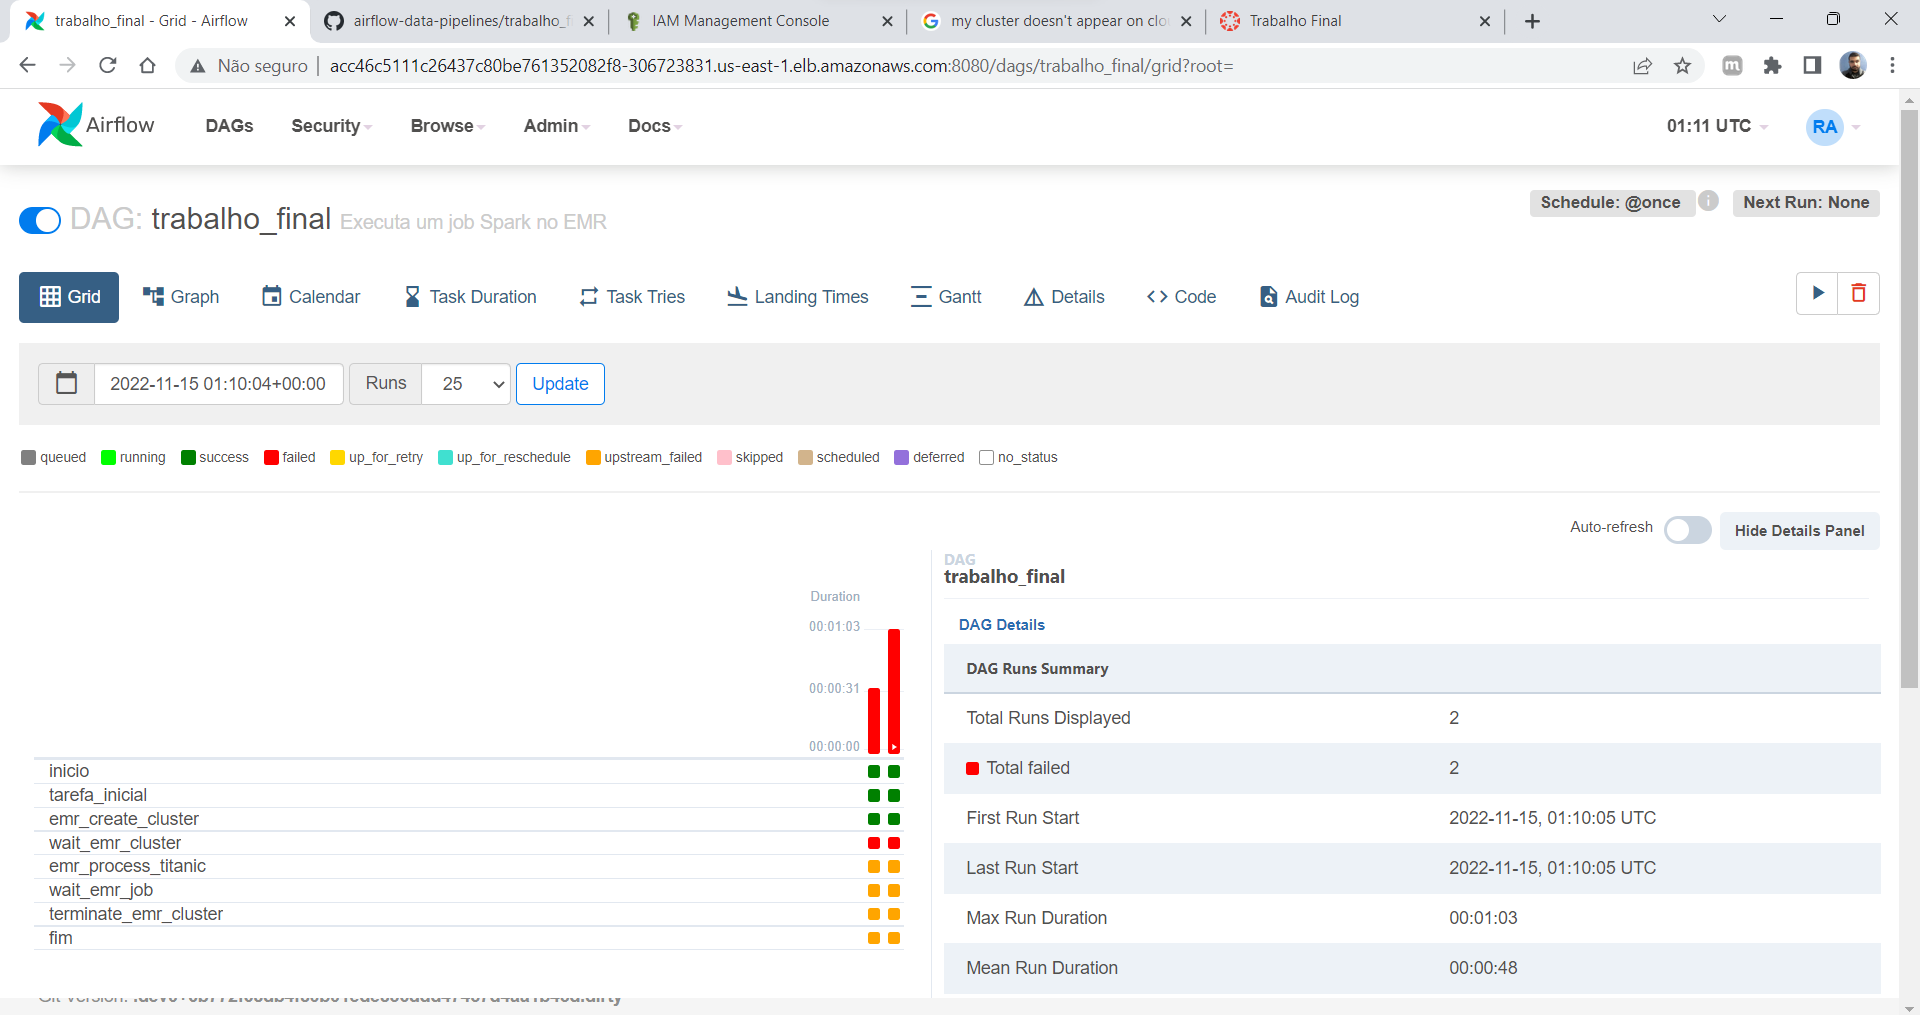 trabalho_final - Grid - Airflow
airflow-data-pipelines/trabalho_fi
IAM Management Console
my cluster doesn't appear on clo
Trabalho Final
Não seguro
acc46c5111c26437c80be761352082f8-306723831.us-east-1.elb.amazonaws.com:8080/dags/trabalho_final/grid?root=
Airflow
DAGs
Security
Browse
Admin
Docs
01:11 UTC
RA
DAG: trabalho_final Executa um job Spark no EMR
Schedule: @once
Next Run: None
Grid
Graph
Calendar
Task Duration
Task Tries
Landing Times
Gantt
Details
Code
Audit Log
2022-11-15 01:10:04+00:00
Runs
25
Update
queued
running
success
failed
up_for_retry
up_for_reschedule
upstream_failed
skipped
scheduled
deferred
no_status
Auto-refresh
Hide Details Panel
Duration
00:01:03
00:00:31
00:00:00
inicio
tarefa_inicial
emr_create_cluster
wait_emr_cluster
emr_process_titanic
wait_emr_job
terminate_emr_cluster
fim
DAG
trabalho_final
DAG Details
DAG Runs Summary
Total Runs Displayed 2
Total failed 2
First Run Start 2022-11-15, 01:10:05 UTC
Last Run Start 2022-11-15, 01:10:05 UTC
Max Run Duration 00:01:03
Mean Run Duration 00:00:48